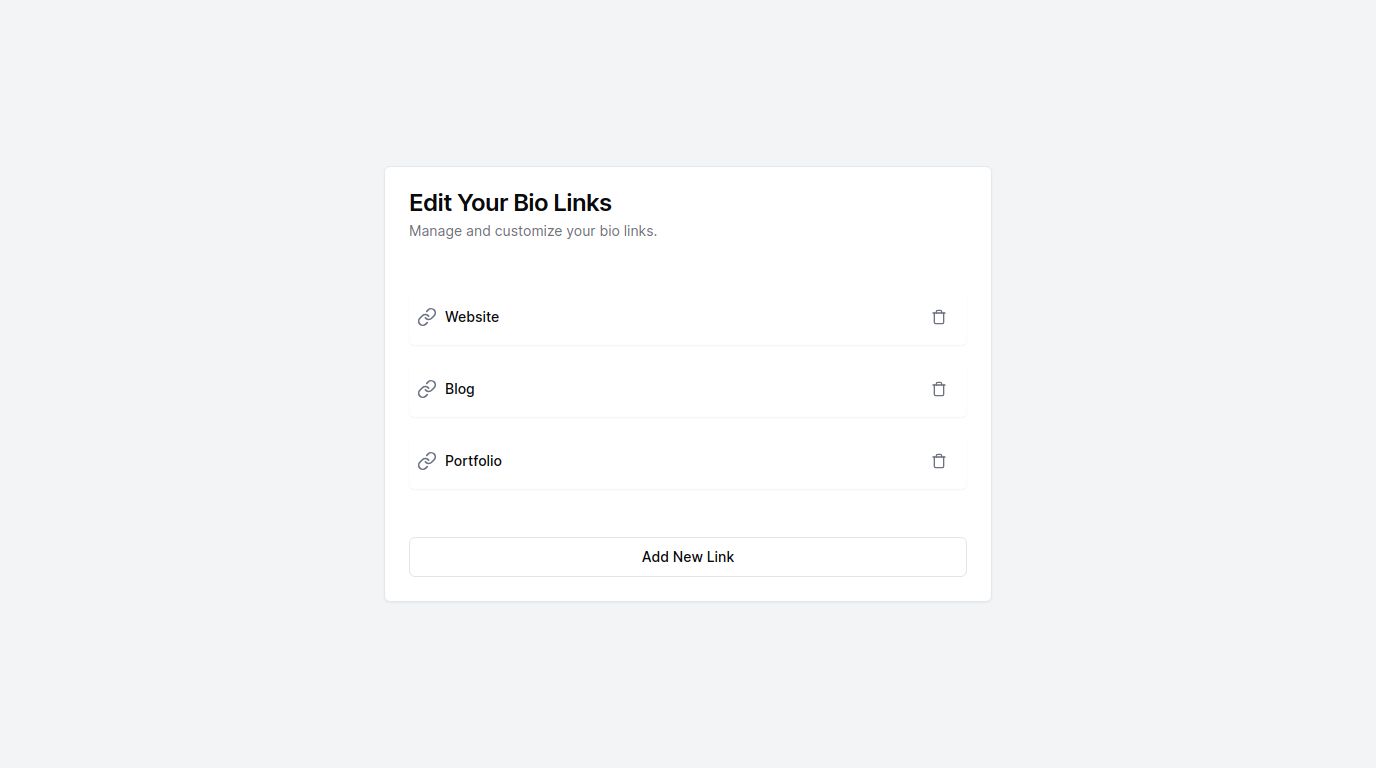 Edit Your Bio Links
Manage and customize your bio links.
Website
Blog
Portfolio
Add New Link